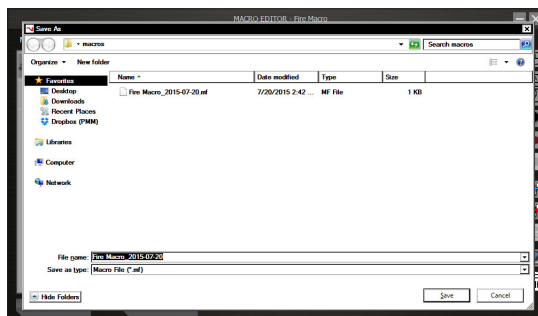 MACRO EDITOR - Fire Macro
Save As
macros
Search macros
Organize
New folder
Favorites
Name
Date modified
Type
Size
Desktop
Fire Macro_2015-07-20.mf
7/20/2015 2:42 ...
MF File
1 KB
Downloads
Recent Places
Dropbox (PMM)
Libraries
Computer
Network
File name: Fire Macro_2015-07-20
Save as type: Macro File (*.mf)
Hide Folders
Save
Cancel